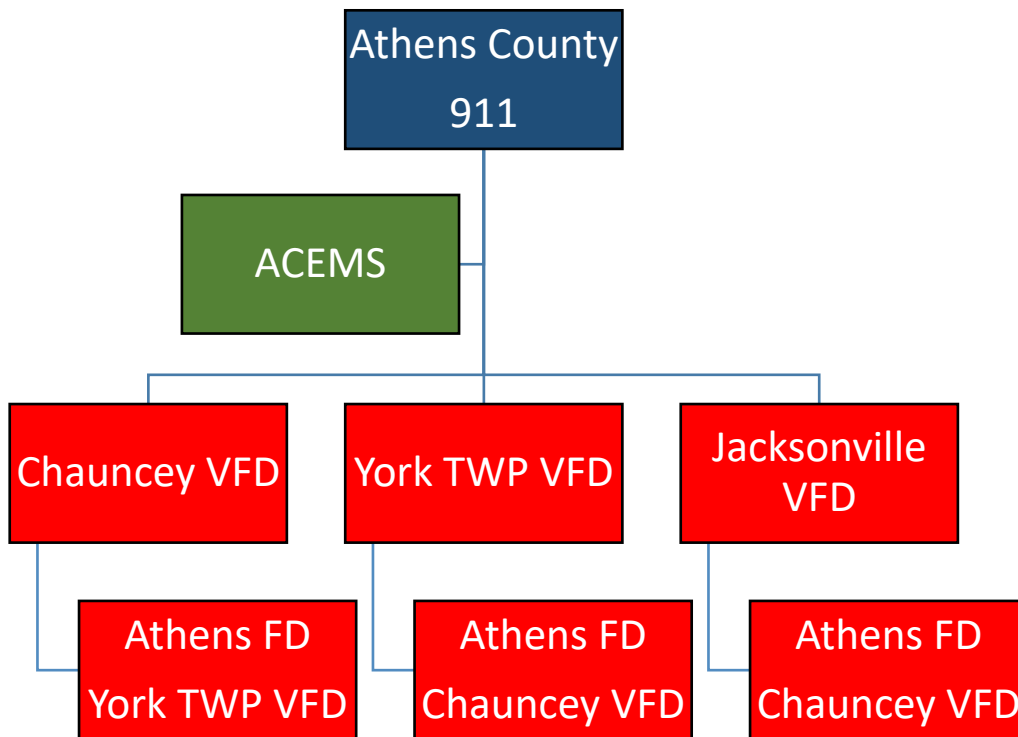 Athens County
911
ACEMS
Chauncey VFD
York TWP VFD
Jacksonville
VFD
Athens FD
York TWP VFD
Athens FD
Chauncey VFD
Athens FD
Chauncey VFD